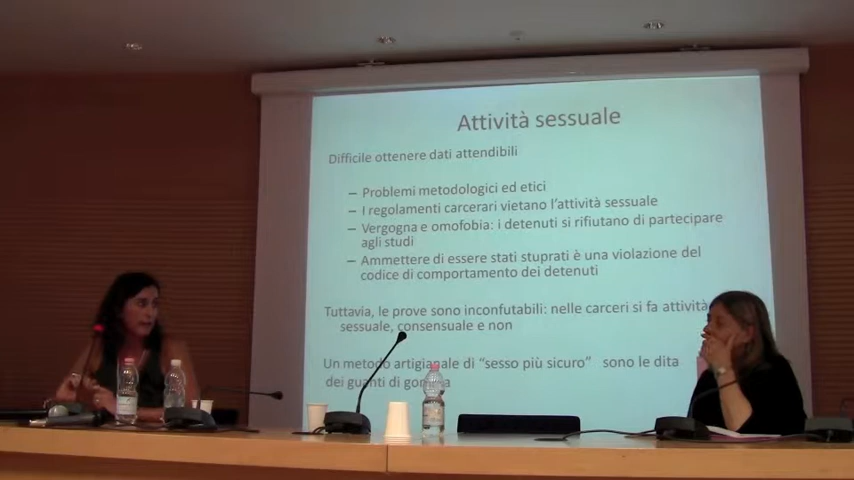 Attività sessuale
Difficile ottenere dati attendibili
– Problemi metodologici ed etici
– I regolamenti carcerari vietano l'attività sessuale
– Vergogna e omofobia: i detenuti si rifiutano di partecipare
agli studi
– Ammettere di essere stati stuprati è una violazione del
codice di comportamento dei detenuti
Tuttavia, le prove sono inconfutabili: nelle carceri si fa attività
sessuale, consensuale e non
Un metodo artigianale di "sesso più sicuro" sono le dita
dei guanti di